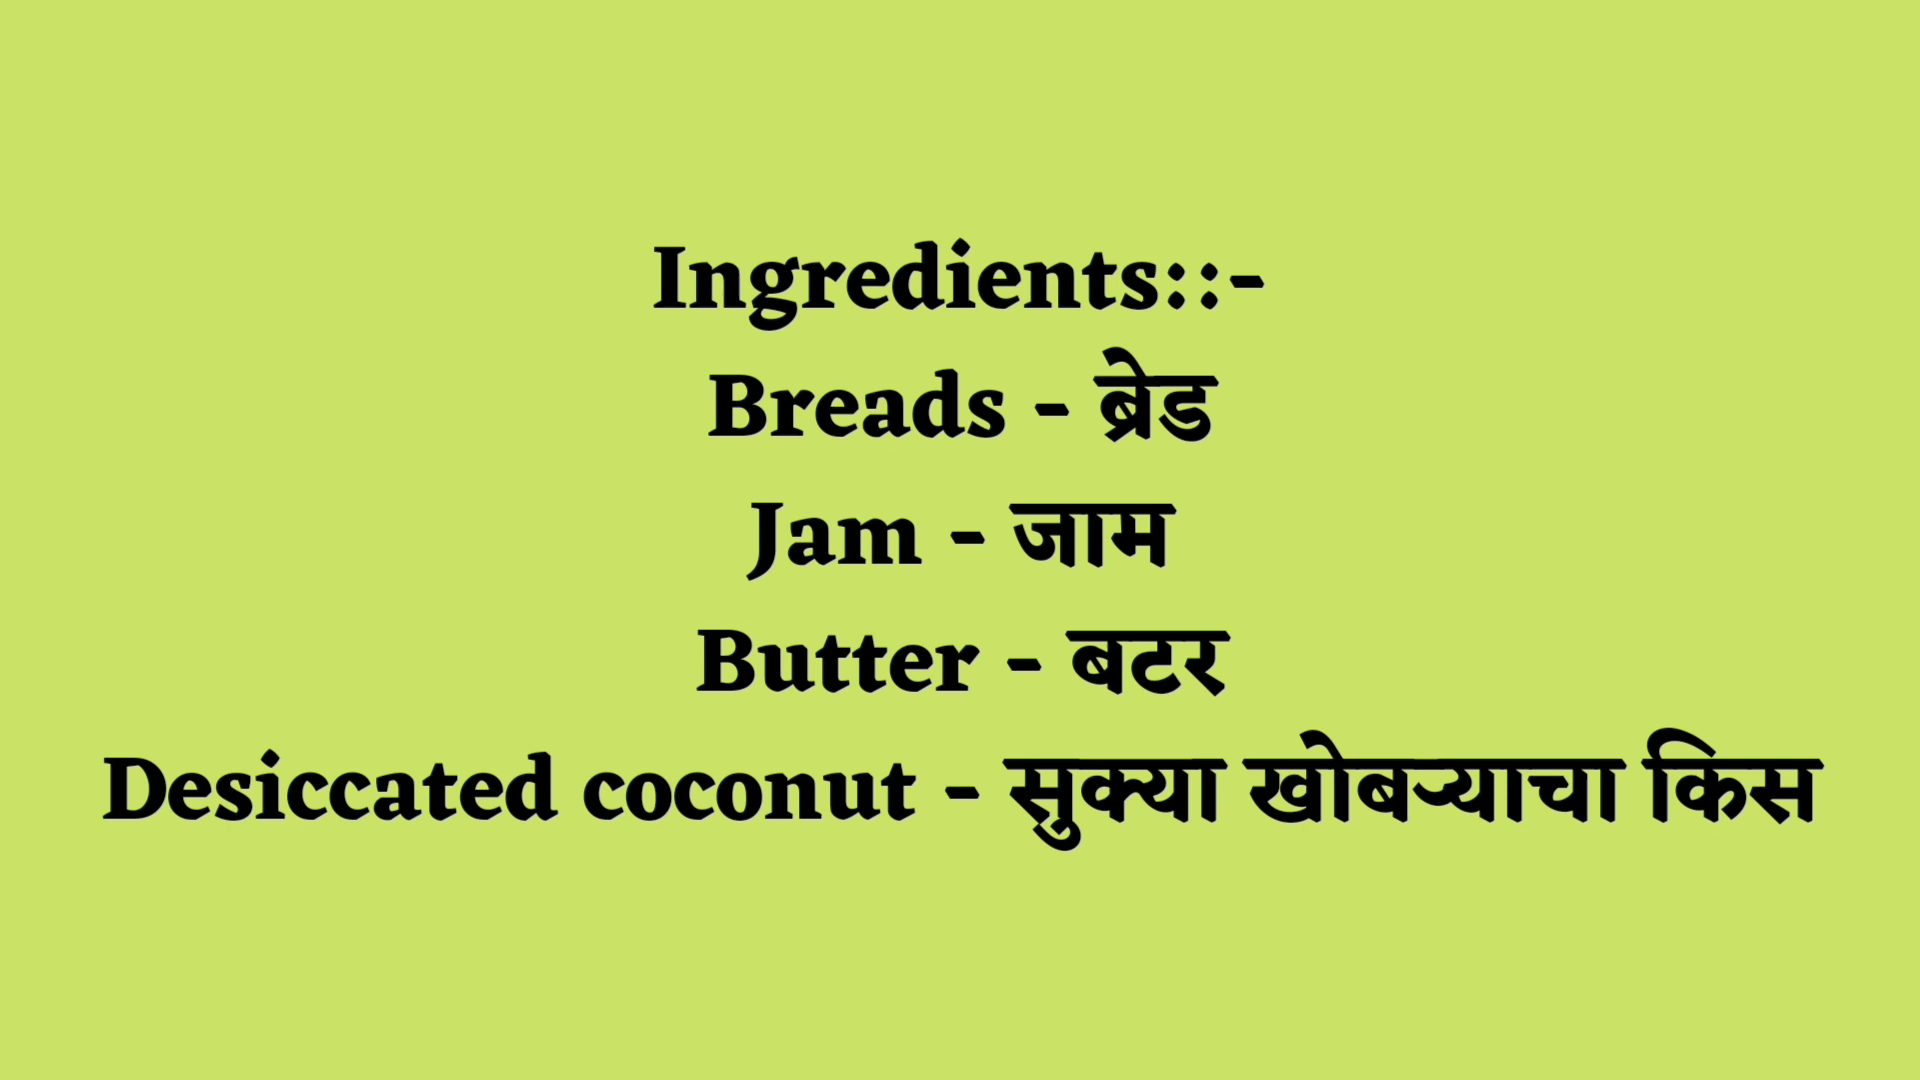 Ingredients::-
Breads - ब्रेड
Jam - जाम
Butter - बटर
Desiccated coconut - सुक्या खोबऱ्याचा किस